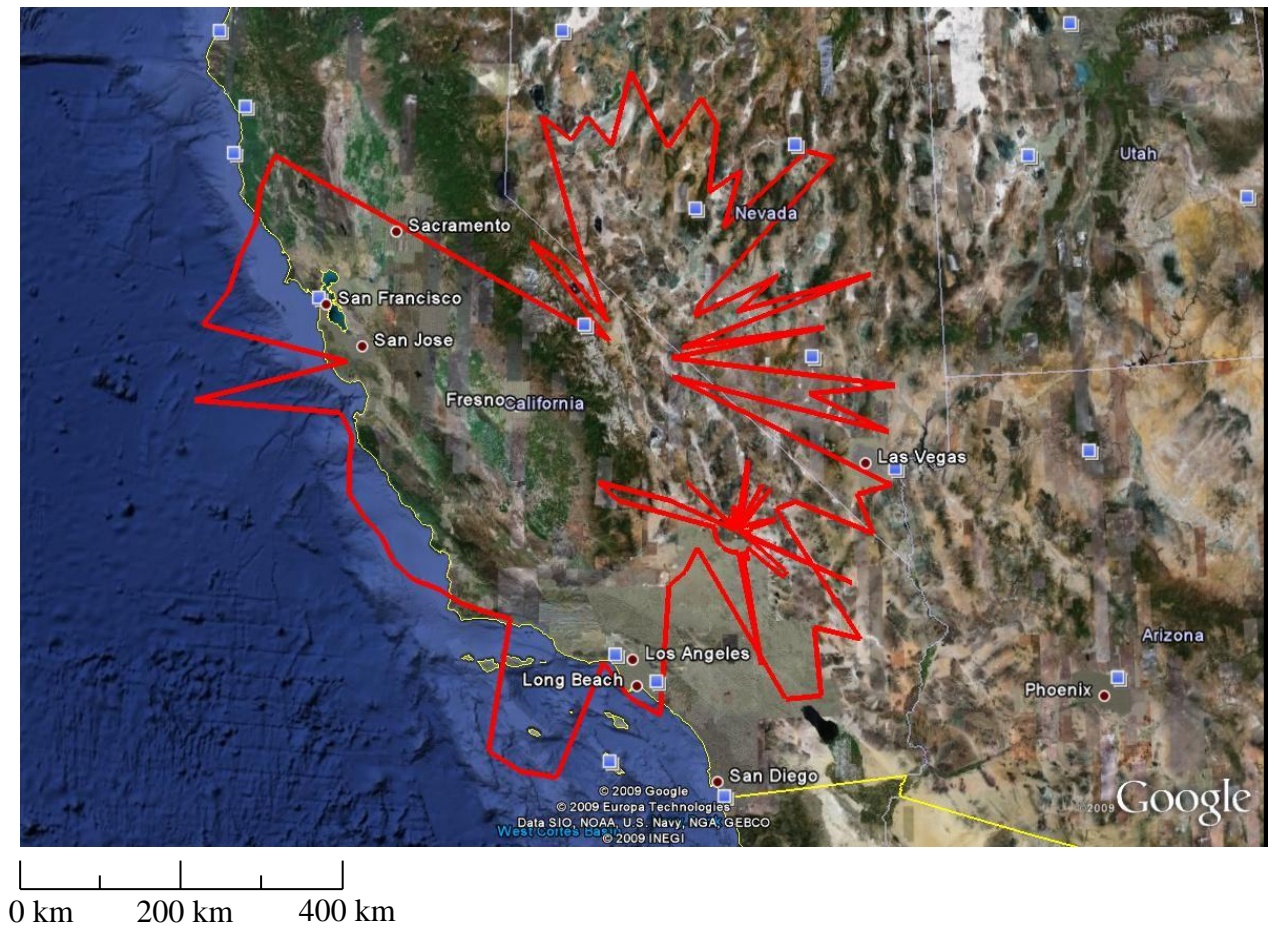 Utah
Nevada
Sacramento
San Francisco
San Jose
Fresno
California
Las Vegas
Arizona
Los Angeles
Long Beach
Phoenix
San Diego
© 2009 Google
© 2009 Europa Technologies
Data SIO, NOAA, U.S. Navy, NGA, GEBCO
West Cortes Basin
© 2009 INEGI
©2009 Google
0 km 200 km 400 km